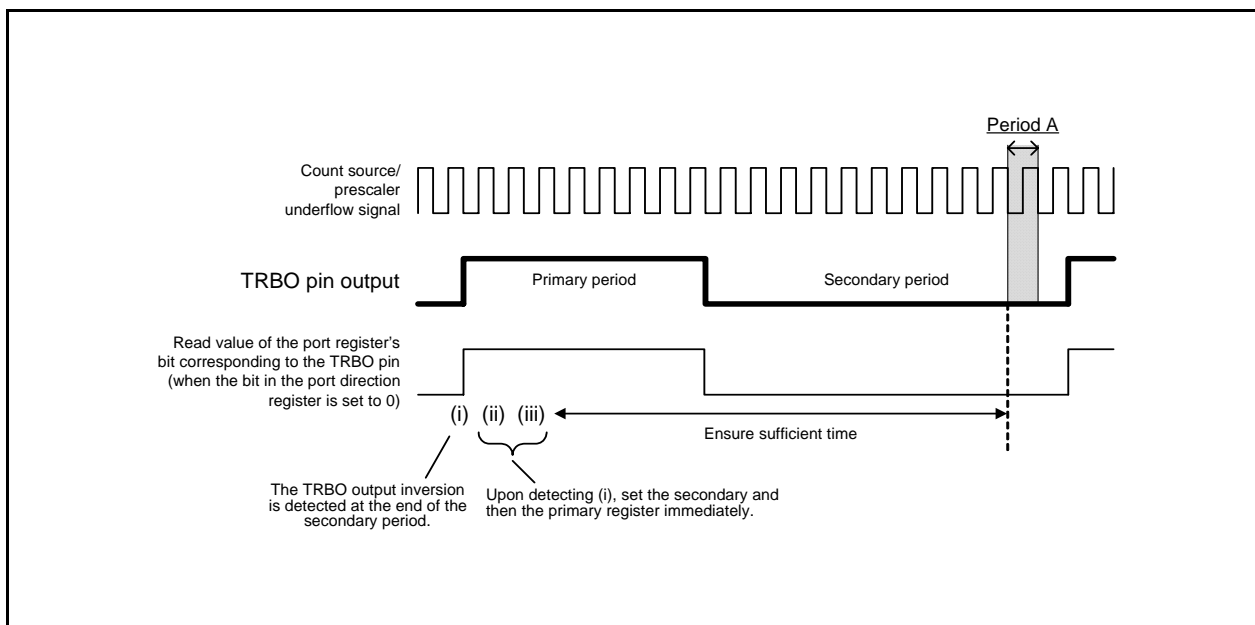 Period A
Count source/
prescaler
underflow signal
TRBO pin output
Primary period
Secondary period
Read value of the port register's
bit corresponding to the TRBO pin
(when the bit in the port direction
register is set to 0)
(i) (ii) (iii)
Ensure sufficient time
The TRBO output inversion
is detected at the end of the
secondary period.
Upon detecting (i), set the secondary and
then the primary register immediately.